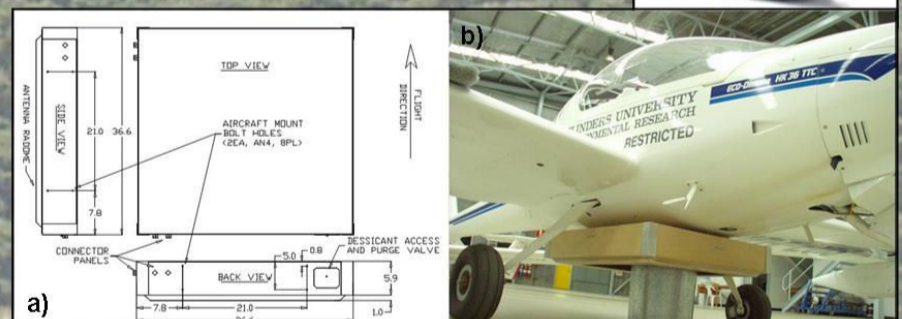 TOP VIEW
FLIGHT
DIRECTION
ANTENNA RADOME
SIDE VIEW
21.0
36.6
7.8
AIRCRAFT MOUNT
BOLT HOLES
(2EA, AN4, 8PL)
CONNECTOR
PANELS
BACK VIEW
5.0
0.8
DESSICANT ACCESS
AND PURGE VALVE
5.9
1.0
7.8
21.0
a)
b)
ECO-Dimona HK 36 TTC
INDERS UNIVERSITY
NMENTAL RESEARCH
RESTRICTED